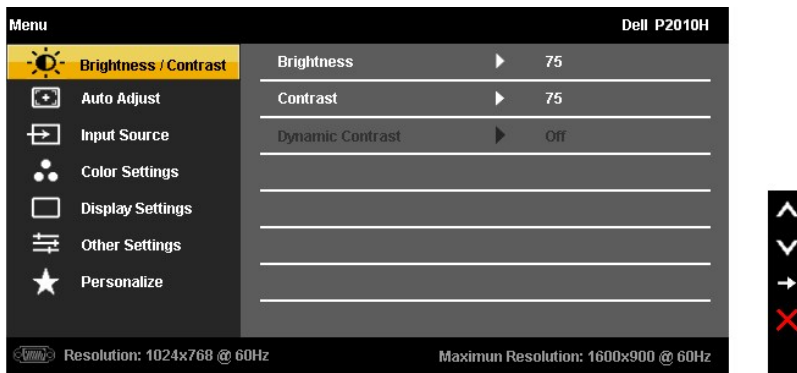 Menu Dell P2010H
Brightness / Contrast Brightness 75
Auto Adjust Contrast 75
Input Source Dynamic Contrast Off
Color Settings
Display Settings
Other Settings
Personalize
Resolution: 1024x768 @ 60Hz Maximun Resolution: 1600x900 @ 60Hz